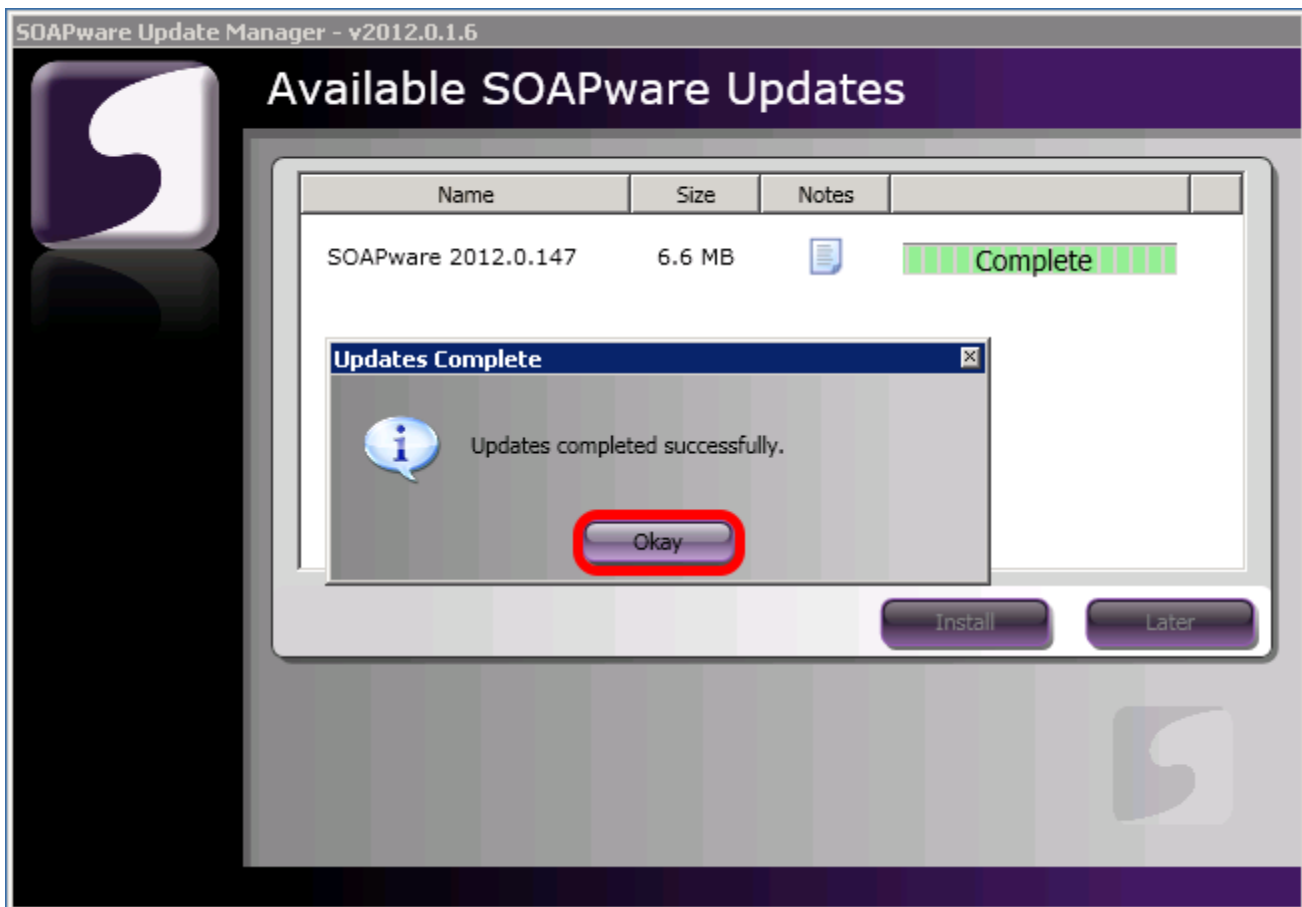 SOAPware Update Manager - v2012.0.1.6
Available SOAPware Updates
Name Size Notes
SOAPware 2012.0.147 6.6 MB Complete
Updates Complete
Updates completed successfully.
Okay
Install Later